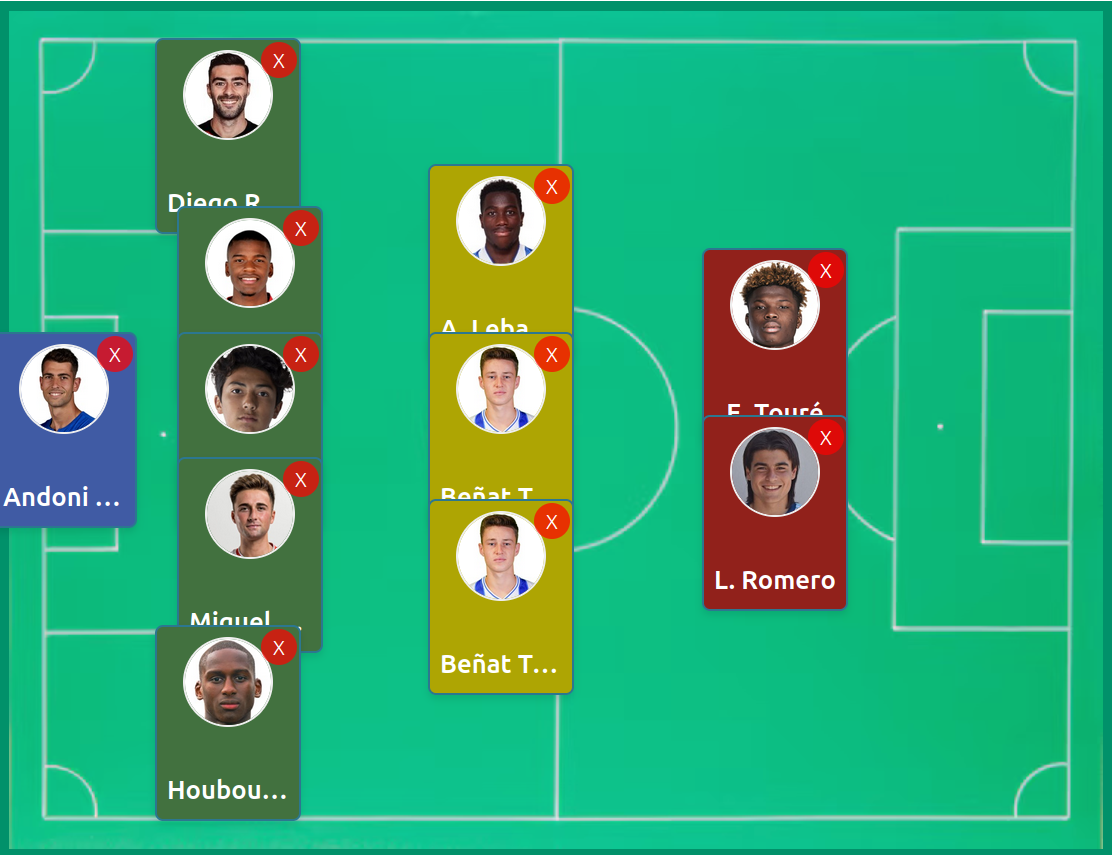 X
Diego R
X
X
X
Miguel ...
X
Houbou...
X
Andoni ...
X
A. Leba
X
Beñat T
X
Beñat T...
X
E. Touré
X
L. Romero